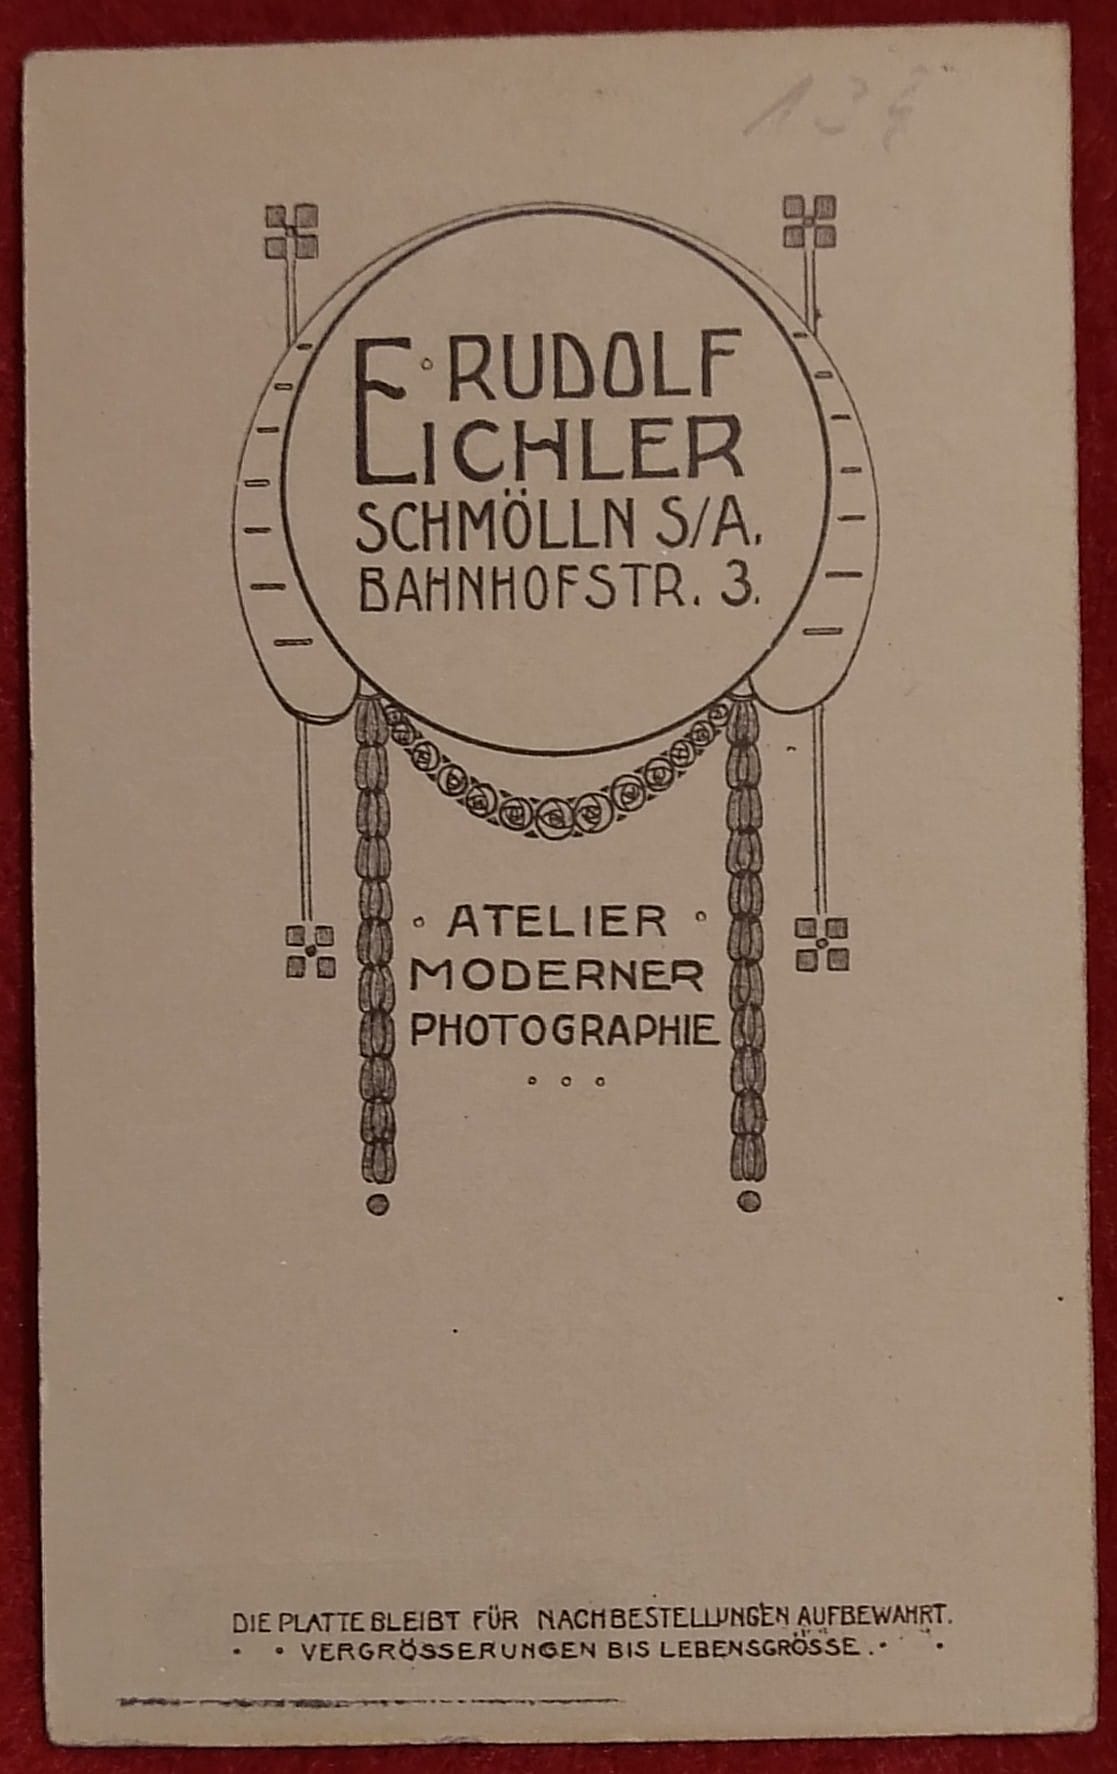 E. RUDOLF
EICHLER
SCHMÖLLN S/A.
BAHNHOFSTR. 3.
ATELIER
MODERNER
PHOTOGRAPHIE
DIE PLATTE BLEIBT FÜR NACHBESTELLUNGEN AUFBEWAHRT.
VERGRÖSSERUNGEN BIS LEBENSGRÖSSE.